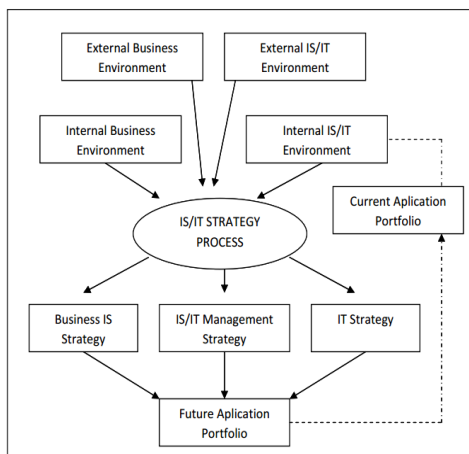 External Business
Environment
External IS/IT
Environment
Internal Business
Environment
Internal IS/IT
Environment
Current Aplication
Portfolio
IS/IT STRATEGY
PROCESS
Business IS
Strategy
IS/IT Management
Strategy
IT Strategy
Future Aplication
Portfolio